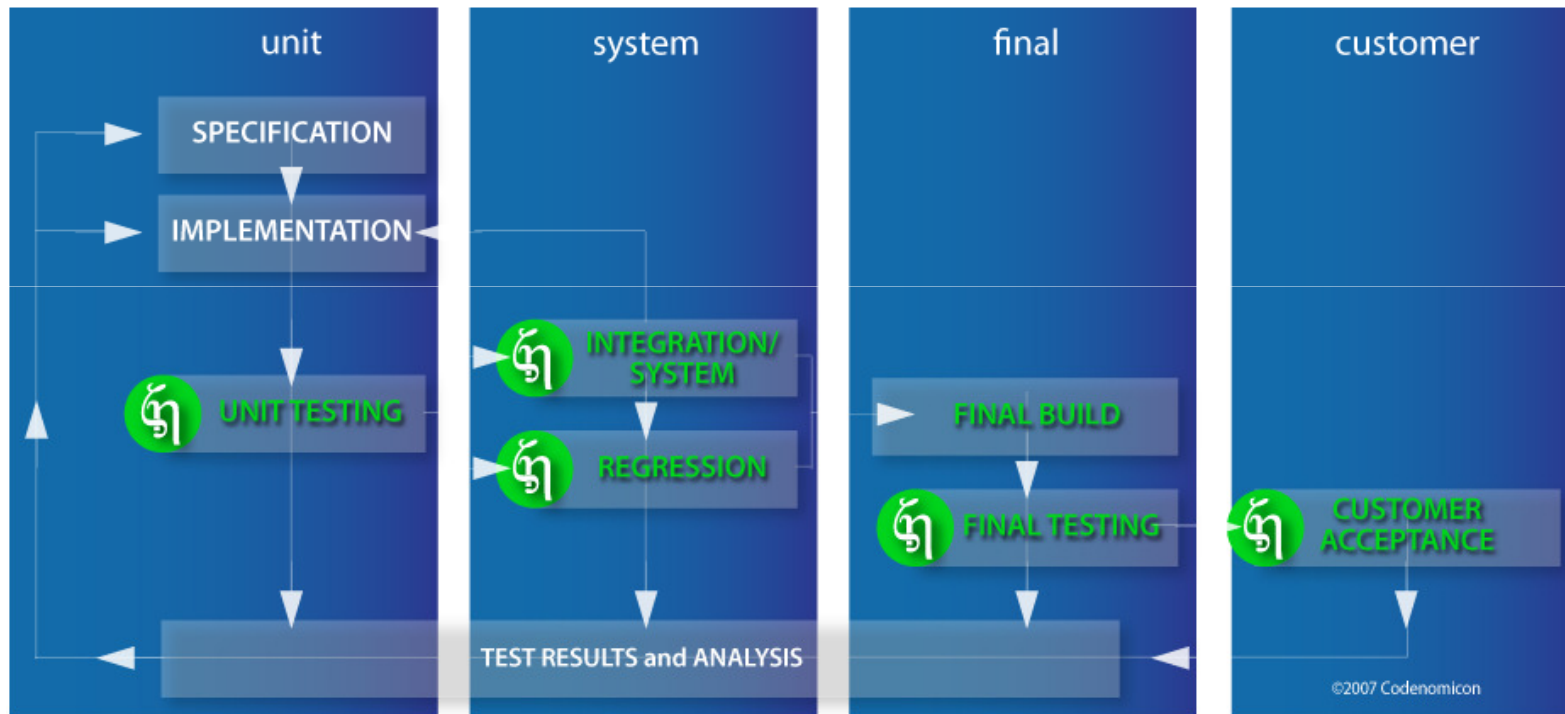 unit
system
final
customer
SPECIFICATION
IMPLEMENTATION
INTEGRATION/
SYSTEM
UNIT TESTING
FINAL BUILD
REGRESSION
FINAL TESTING
CUSTOMER
ACCEPTANCE
TEST RESULTS and ANALYSIS
©2007 Codenomicon